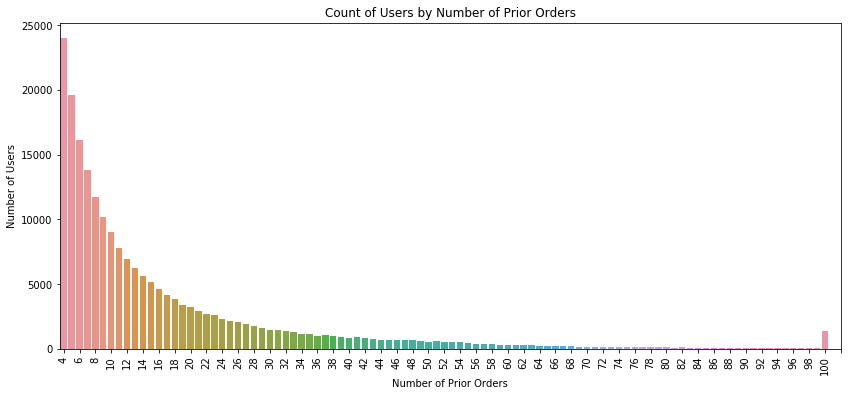 Count of Users by Number of Prior Orders
25000
20000
15000
10000
5000
0
Number of Users
4 6 8 10 12 14 16 18 20 22 24 26 28 30 32 34 36 38 40 42 44 46 48 50 52 54 56 58 60 62 64 66 68 70 72 74 76 78 80 82 84 86 88 90 92 94 96 98 100
Number of Prior Orders